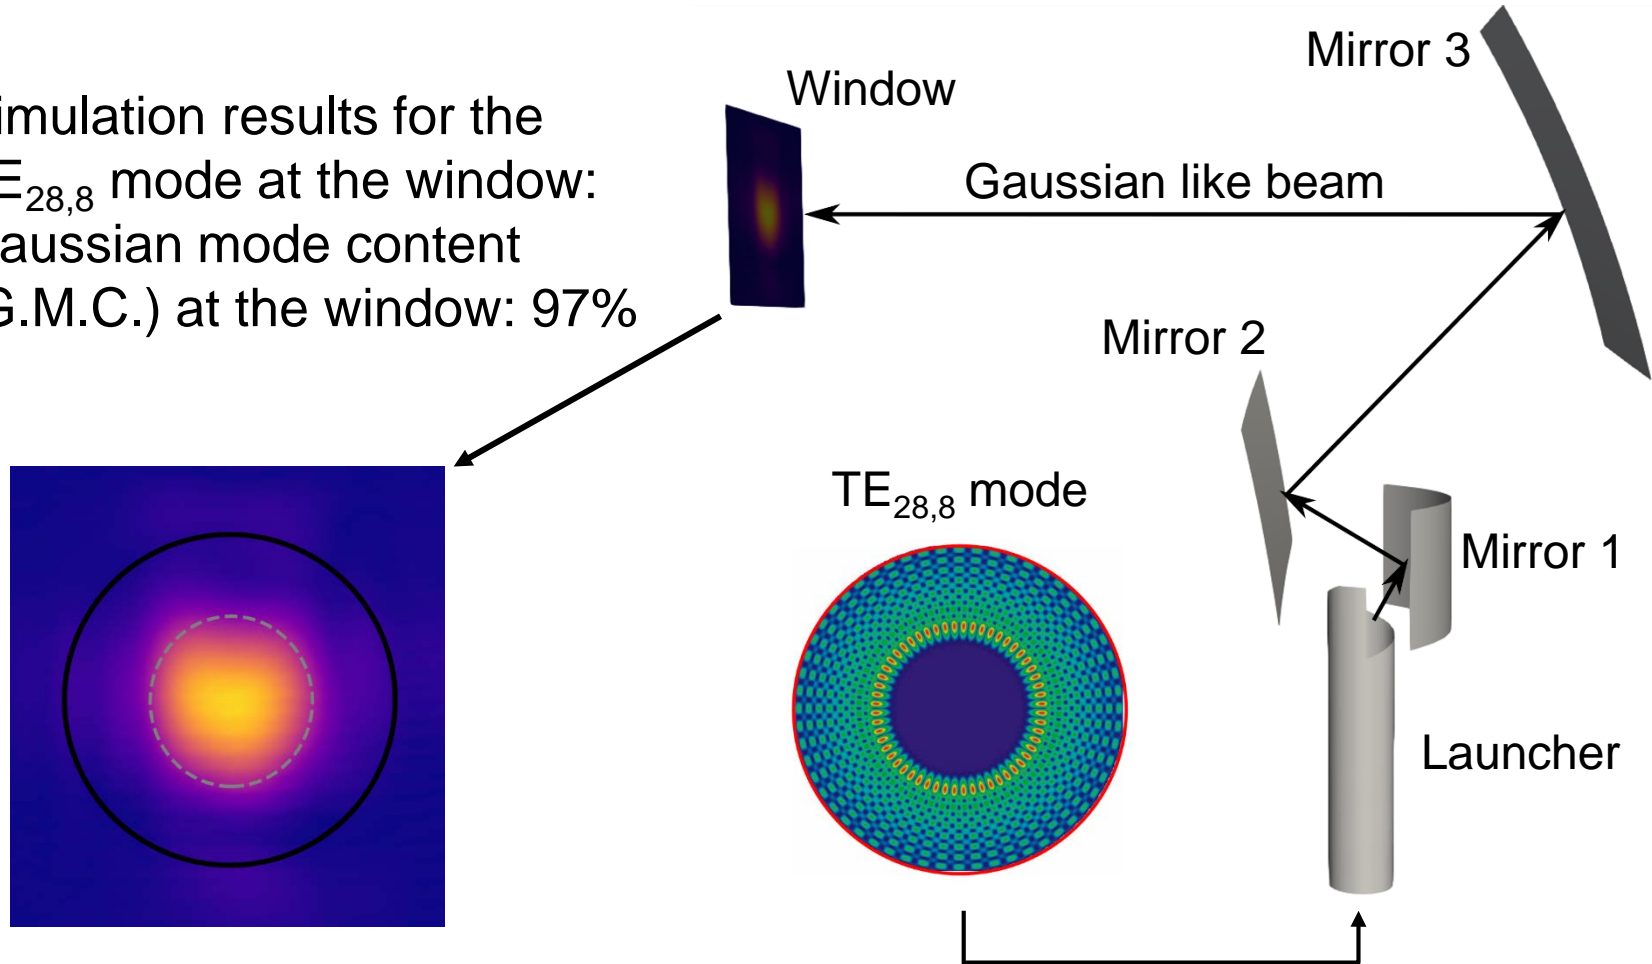 imulation results for the
E28,8 mode at the window:
aussian mode content
G.M.C.) at the window: 97%
Window
Mirror 3
Gaussian like beam
Mirror 2
TE28,8 mode
Mirror 1
Launcher